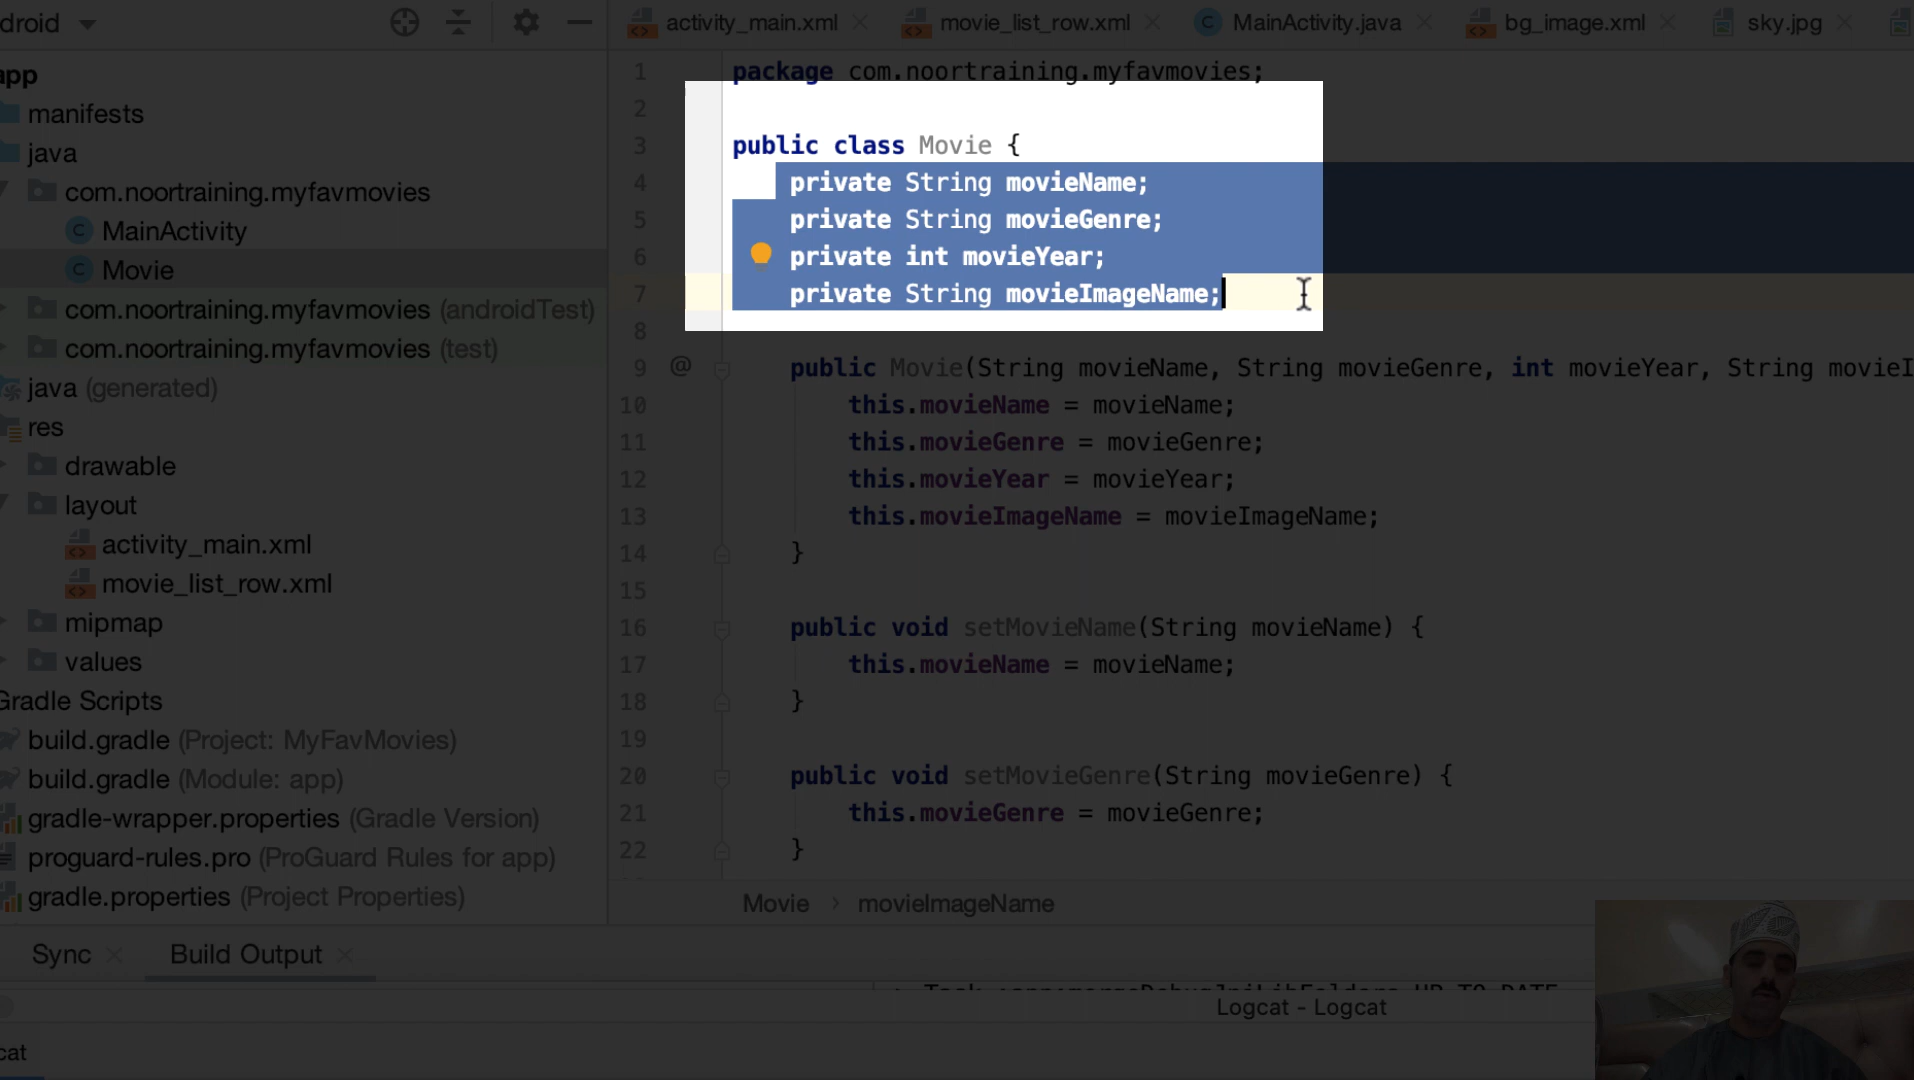 droid
activity_main.xml
movie_list_row.xml
MainActivity.java
bg_image.xml
sky.jpg
app
manifests
java
com.noortraining.myfavmovies
MainActivity
Movie
com.noortraining.myfavmovies (androidTest)
com.noortraining.myfavmovies (test)
java (generated)
res
drawable
layout
activity_main.xml
movie_list_row.xml
mipmap
values
Gradle Scripts
build.gradle (Project: MyFavMovies)
build.gradle (Module: app)
gradle-wrapper.properties (Gradle Version)
proguard-rules.pro (ProGuard Rules for app)
gradle.properties (Project Properties)
1 package com.noortraining.myfavmovies;
2
3 public class Movie {
4 private String movieName;
5 private String movieGenre;
6 private int movieYear;
7 private String movieImageName;
8
9 @ public Movie(String movieName, String movieGenre, int movieYear, String movieI
10 this.movieName = movieName;
11 this.movieGenre = movieGenre;
12 this.movieYear = movieYear;
13 this.movieImageName = movieImageName;
14 }
15
16 public void setMovieName(String movieName) {
17 this.movieName = movieName;
18 }
19
20 public void setMovieGenre(String movieGenre) {
21 this.movieGenre = movieGenre;
22 }
Movie › movieImageName
Sync
Build Output
Logcat - Logcat
cat